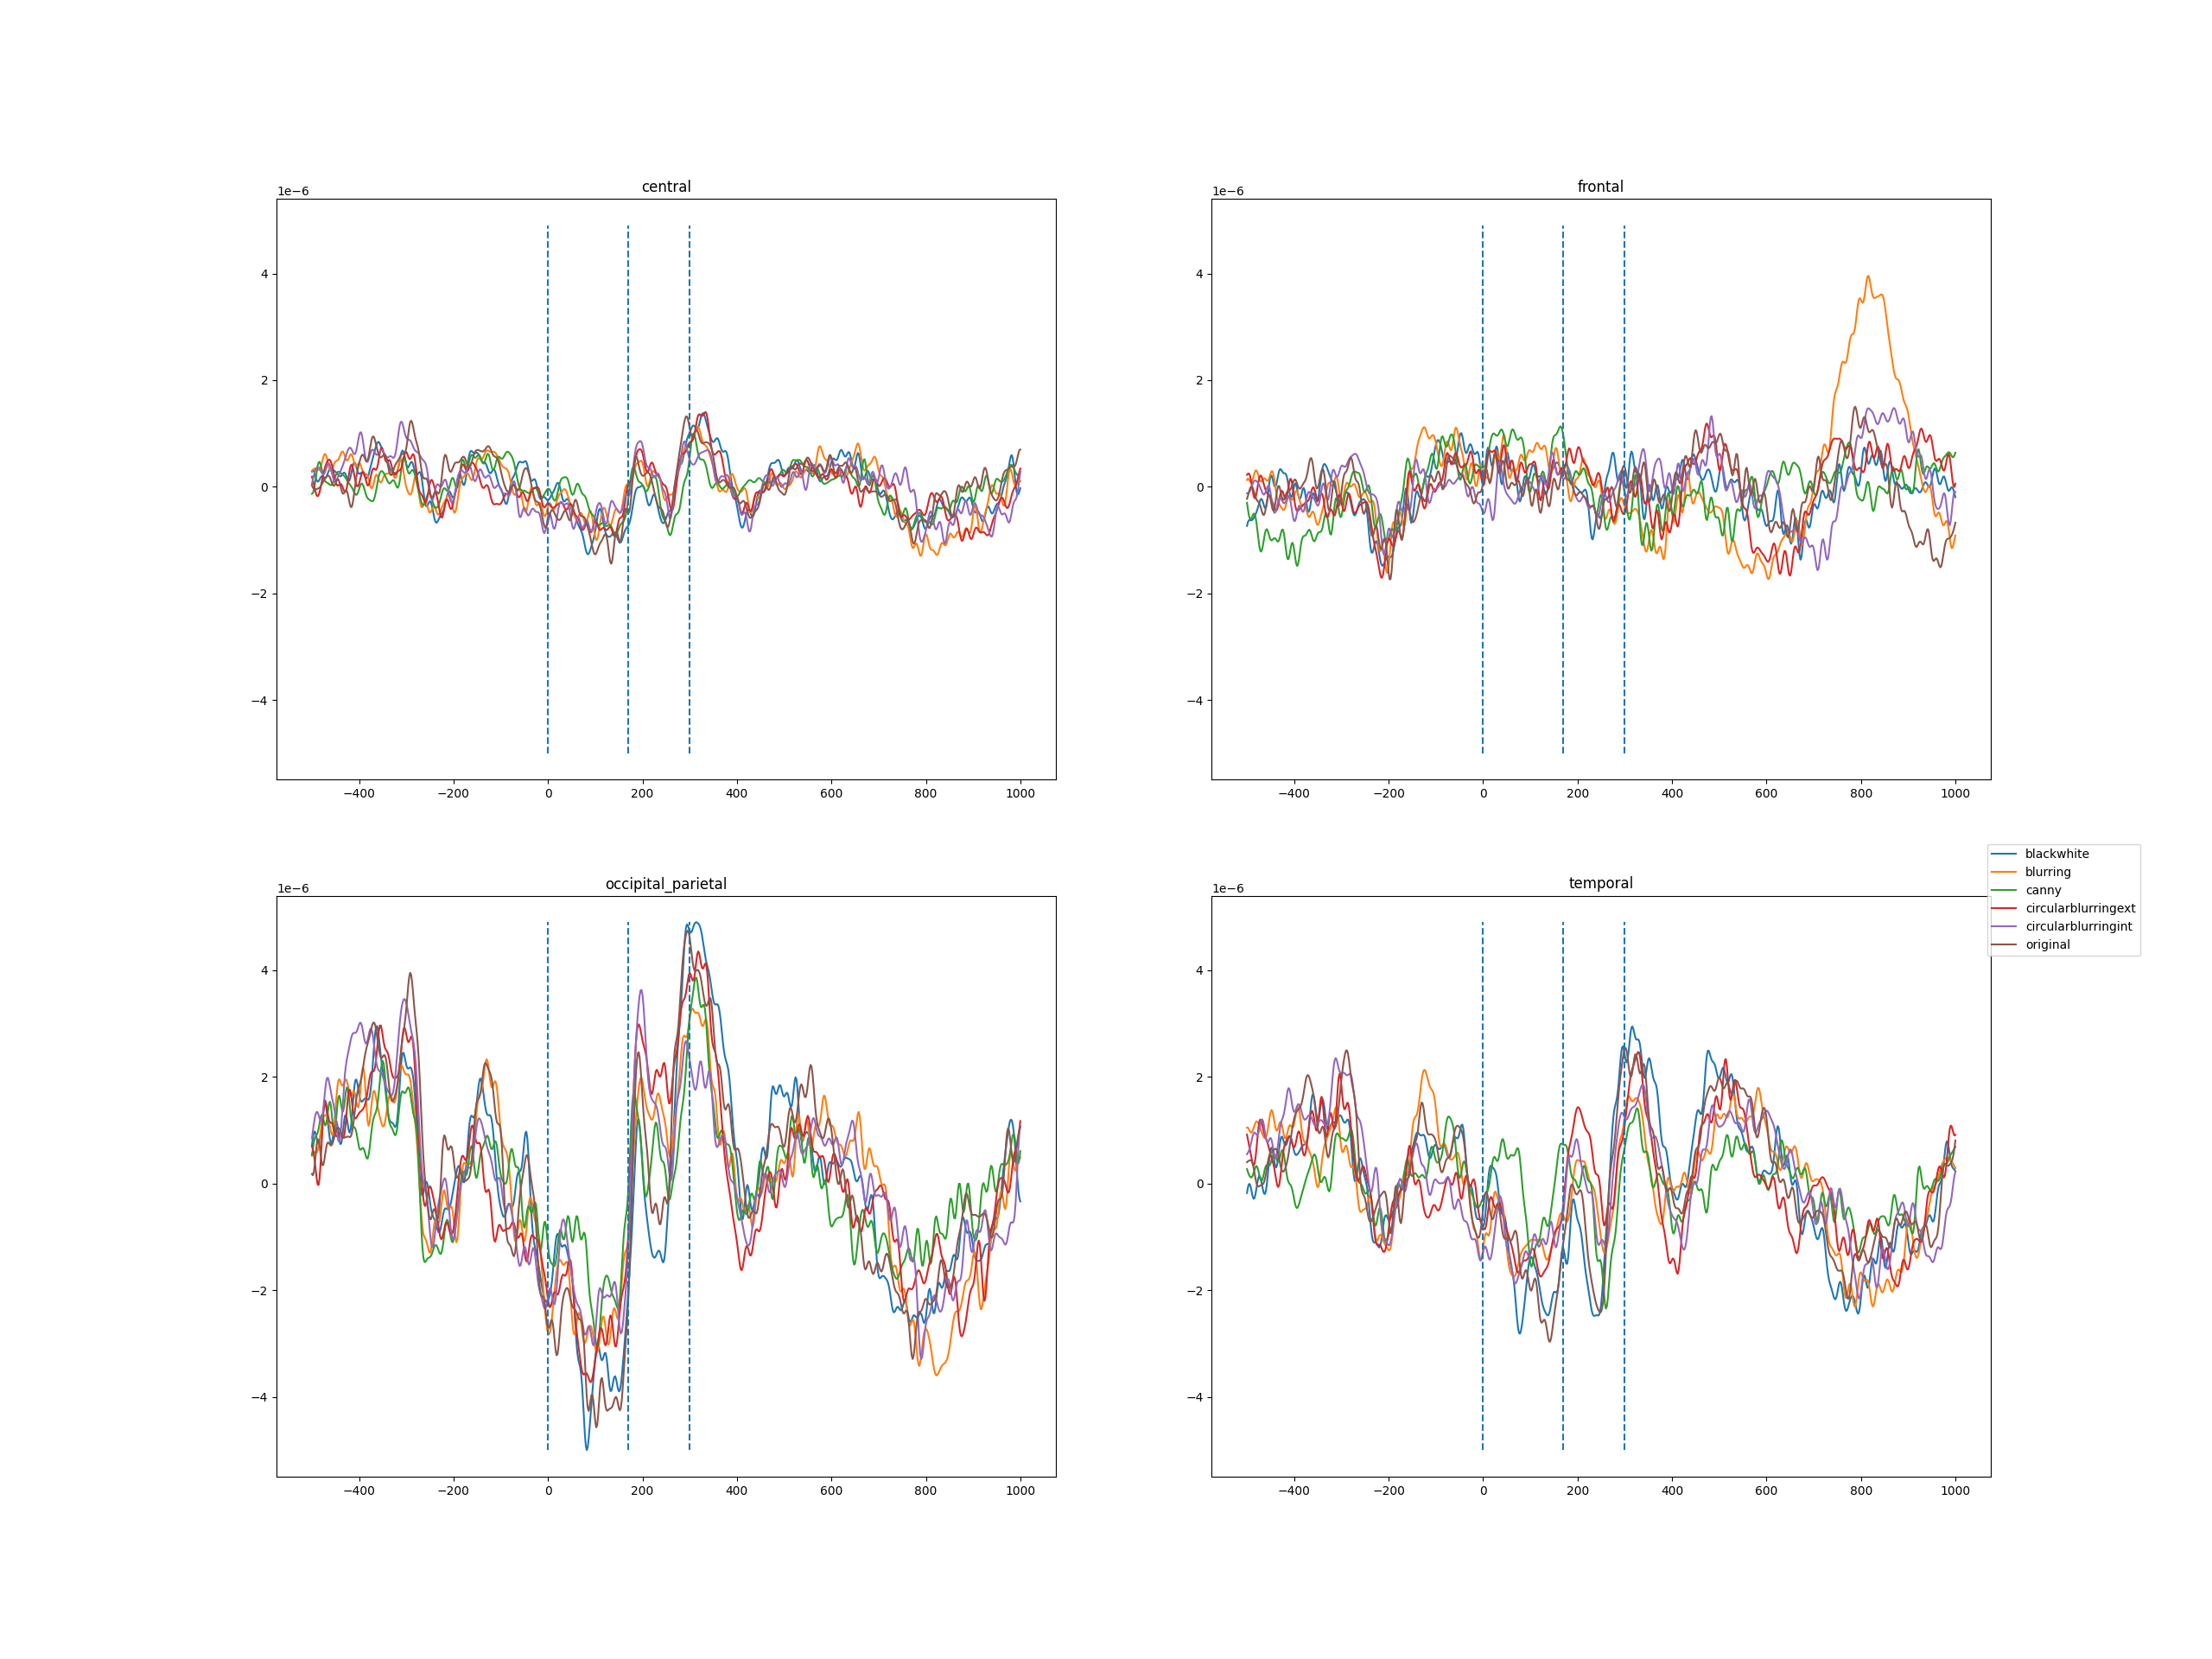 central
1e−6
4
2
0
−2
−4
−400 −200 0 200 400 600 800 1000
frontal
1e−6
4
2
0
−2
−4
−400 −200 0 200 400 600 800 1000
occipital_parietal
1e−6
4
2
0
−2
−4
−400 −200 0 200 400 600 800 1000
temporal
1e−6
4
2
0
−2
−4
−400 −200 0 200 400 600 800 1000
blackwhite
blurring
canny
circularblurringext
circularblurringint
original